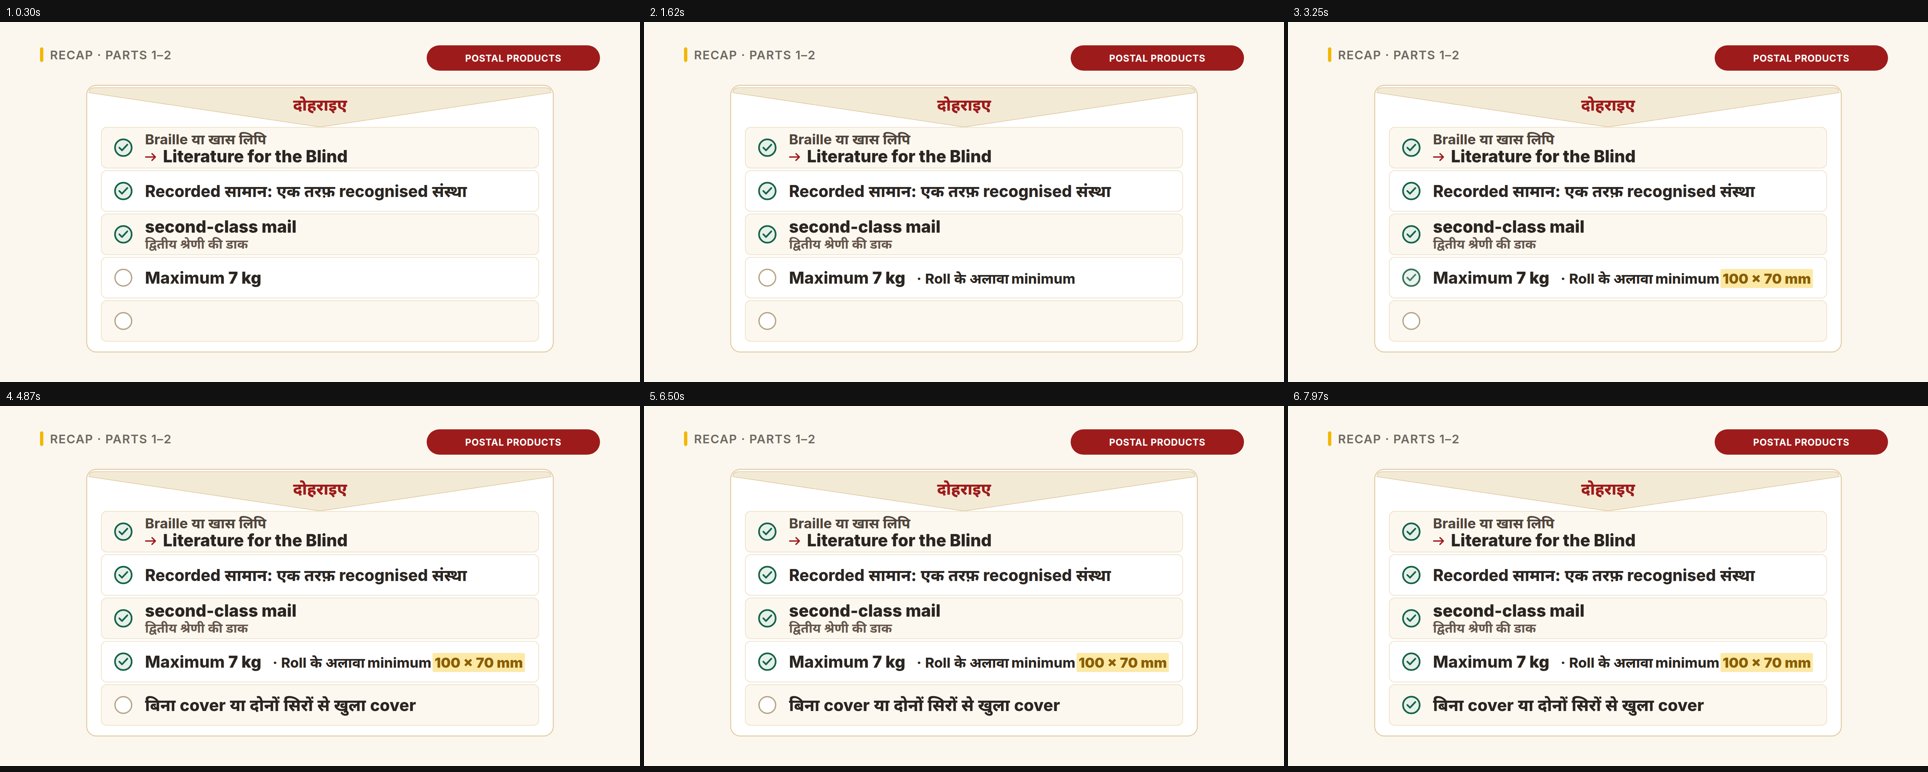 1. 0.30s
RECAP · PARTS 1–2
POSTAL PRODUCTS
दोहराइए
Braille या खास लिपि
→ Literature for the Blind
Recorded सामान: एक तरफ़ recognised संस्था
second-class mail
द्वितीय श्रेणी की डाक
Maximum 7 kg
2. 1.62s
RECAP · PARTS 1–2
POSTAL PRODUCTS
दोहराइए
Braille या खास लिपि
→ Literature for the Blind
Recorded सामान: एक तरफ़ recognised संस्था
second-class mail
द्वितीय श्रेणी की डाक
Maximum 7 kg · Roll के अलावा minimum
3. 3.25s
RECAP · PARTS 1–2
POSTAL PRODUCTS
दोहराइए
Braille या खास लिपि
→ Literature for the Blind
Recorded सामान: एक तरफ़ recognised संस्था
second-class mail
द्वितीय श्रेणी की डाक
Maximum 7 kg · Roll के अलावा minimum 100 × 70 mm
4. 4.87s
RECAP · PARTS 1–2
POSTAL PRODUCTS
दोहराइए
Braille या खास लिपि
→ Literature for the Blind
Recorded सामान: एक तरफ़ recognised संस्था
second-class mail
द्वितीय श्रेणी की डाक
Maximum 7 kg · Roll के अलावा minimum 100 × 70 mm
बिना cover या दोनों सिरों से खुला cover
5. 6.50s
RECAP · PARTS 1–2
POSTAL PRODUCTS
दोहराइए
Braille या खास लिपि
→ Literature for the Blind
Recorded सामान: एक तरफ़ recognised संस्था
second-class mail
द्वितीय श्रेणी की डाक
Maximum 7 kg · Roll के अलावा minimum 100 × 70 mm
बिना cover या दोनों सिरों से खुला cover
6. 7.97s
RECAP · PARTS 1–2
POSTAL PRODUCTS
दोहराइए
Braille या खास लिपि
→ Literature for the Blind
Recorded सामान: एक तरफ़ recognised संस्था
second-class mail
द्वितीय श्रेणी की डाक
Maximum 7 kg · Roll के अलावा minimum 100 × 70 mm
बिना cover या दोनों सिरों से खुला cover